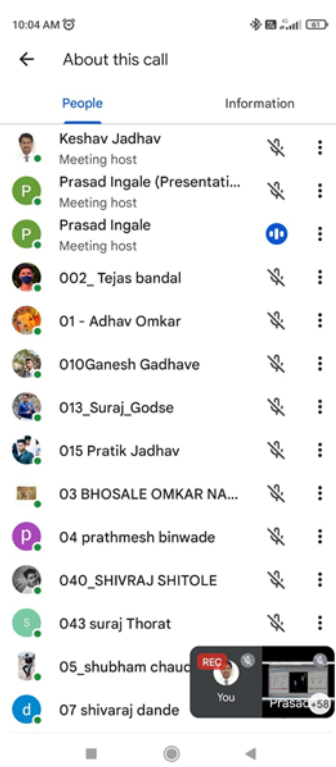 10:04 AM
4G
61
About this call
People
Information
Keshav Jadhav
Meeting host
P
Prasad Ingale (Presentati...
Meeting host
P
Prasad Ingale
Meeting host
002_ Tejas bandal
01 - Adhav Omkar
010Ganesh Gadhave
013_Suraj_Godse
015 Pratik Jadhav
03 BHOSALE OMKAR NA...
p
04 prathmesh binwade
040_SHIVRAJ SHITOLE
s
043 suraj Thorat
05_shubham chaud
REC
You
Prasad
+58
d
07 shivaraj dande